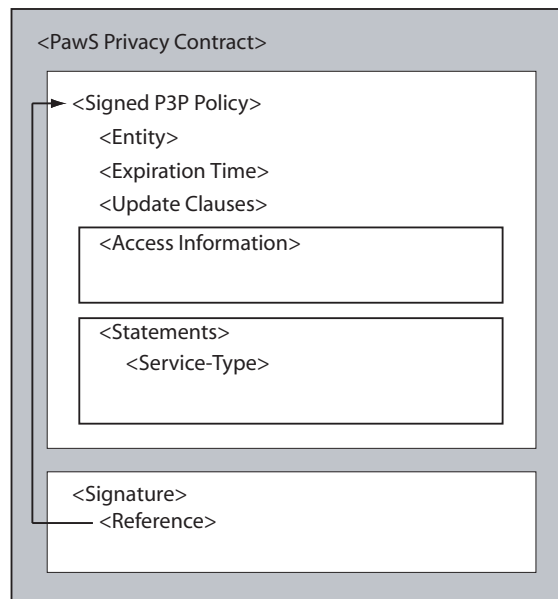 <PawS Privacy Contract>
<Signed P3P Policy>
<Entity>
<Expiration Time>
<Update Clauses>
<Access Information>
<Statements>
<Service-Type>
<Signature>
<Reference>